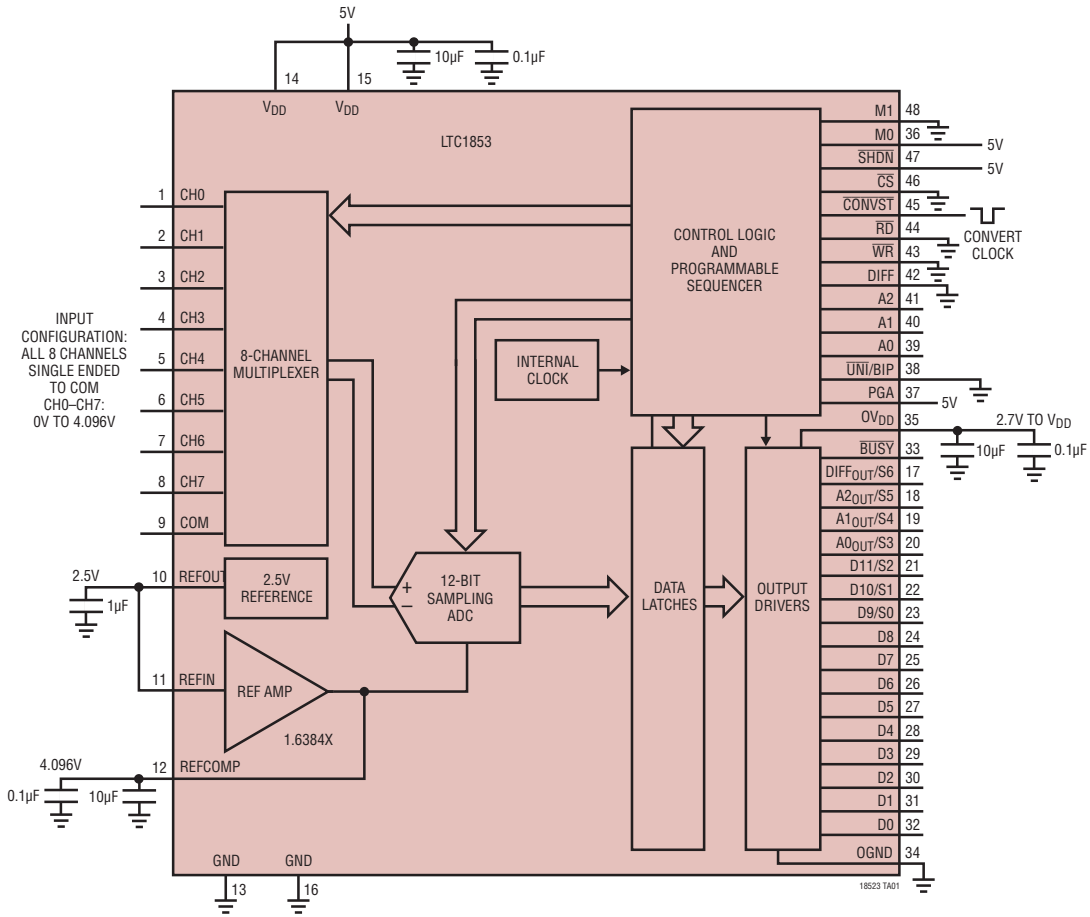 5V
10µF
0.1µF
14
15
VDD
VDD
LTC1853
1 CH0
2 CH1
3 CH2
4 CH3
5 CH4
6 CH5
7 CH6
8 CH7
9 COM
INPUT
CONFIGURATION:
ALL 8 CHANNELS
SINGLE ENDED
TO COM
CH0–CH7:
0V TO 4.096V
8-CHANNEL
MULTIPLEXER
CONTROL LOGIC
AND
PROGRAMMABLE
SEQUENCER
INTERNAL
CLOCK
M1 48
M0 36
5V
SHDN 47
5V
CS 46
CONVST 45
CONVERT
CLOCK
RD 44
WR 43
DIFF 42
A2 41
A1 40
A0 39
UNI/BIP 38
PGA 37
5V
OVDD 35
2.7V TO VDD
10µF
0.1µF
BUSY 33
DIFFOUT/S6 17
A2OUT/S5 18
A1OUT/S4 19
A0OUT/S3 20
D11/S2 21
D10/S1 22
D9/S0 23
D8 24
D7 25
D6 26
D5 27
D4 28
D3 29
D2 30
D1 31
D0 32
OGND 34
2.5V
1µF
10 REFOUT
2.5V
REFERENCE
+
–
12-BIT
SAMPLING
ADC
DATA
LATCHES
OUTPUT
DRIVERS
11 REFIN
REF AMP
1.6384X
4.096V
12 REFCOMP
0.1µF
10µF
GND
GND
13
16
18523 TA01